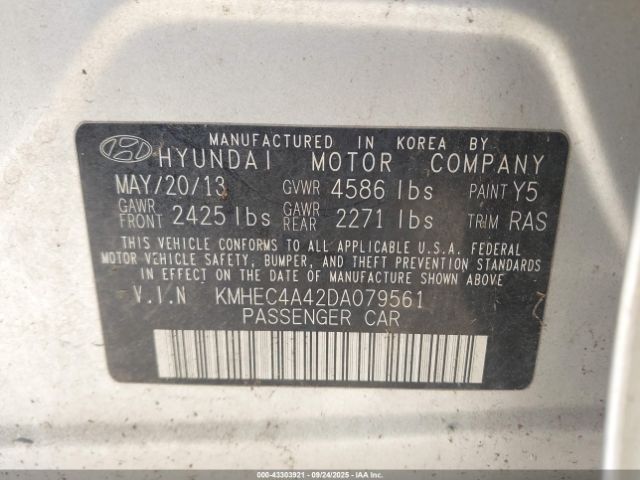 MANUFACTURED IN KOREA BY
HYUNDAI MOTOR COMPANY
MAY/20/13 GVWR 4586 lbs PAINT Y5
GAWR FRONT 2425 lbs GAWR REAR 2271 lbs TRIM RAS
THIS VEHICLE CONFORMS TO ALL APPLICABLE U.S.A. FEDERAL
MOTOR VEHICLE SAFETY, BUMPER, AND THEFT PREVENTION STANDARDS
IN EFFECT ON THE DATE OF MANUFACTURE SHOWN ABOVE
V.I.N KMHEC4A42DA079561
PASSENGER CAR
000-43303921 - 09/24/2025 - IAA, Inc.